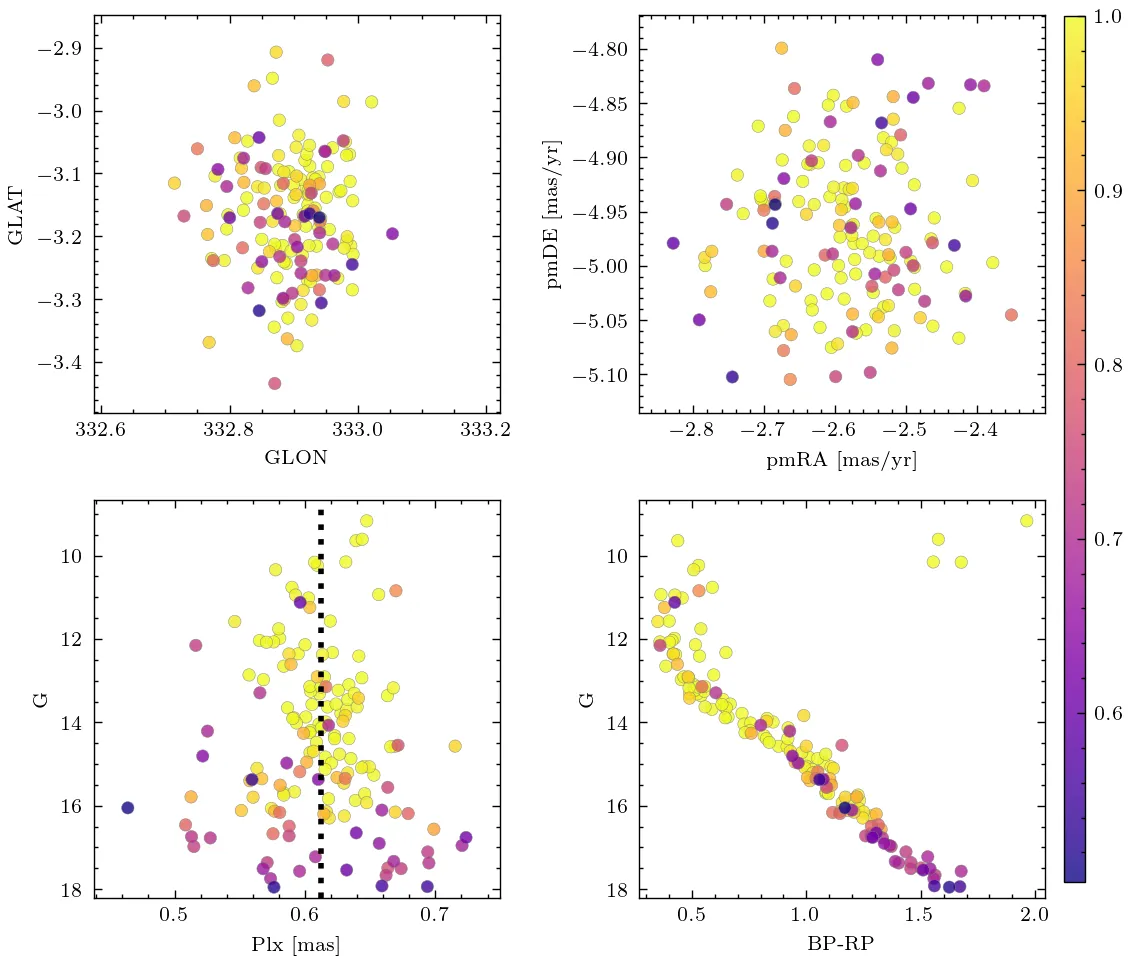 −2.9
−3.0
−3.1
−3.2
−3.3
−3.4
GLAT
332.6 332.8 333.0 333.2
GLON
−4.80
−4.85
−4.90
−4.95
−5.00
−5.05
−5.10
pmDE [mas/yr]
−2.8 −2.7 −2.6 −2.5 −2.4
pmRA [mas/yr]
10
12
14
16
18
G
0.5 0.6 0.7
Plx [mas]
10
12
14
16
18
G
0.5 1.0 1.5 2.0
BP-RP
1.0
0.9
0.8
0.7
0.6